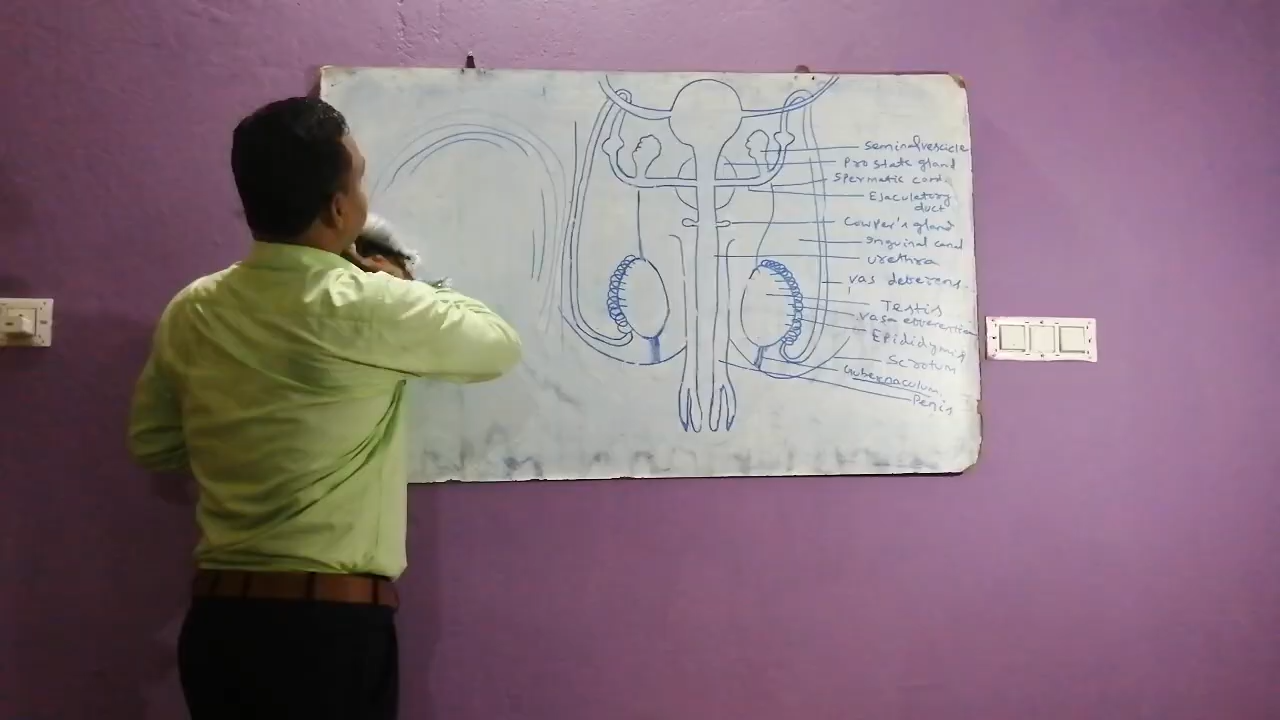 Seminal vescicle
Prostate gland
Spermatic cord
Ejaculatory
duct
Cowper's gland
Inguinal canal
urethra
vas deferens
Testis
vasa efferentia
Epididymis
Scrotum
Gubernaculum
Penis